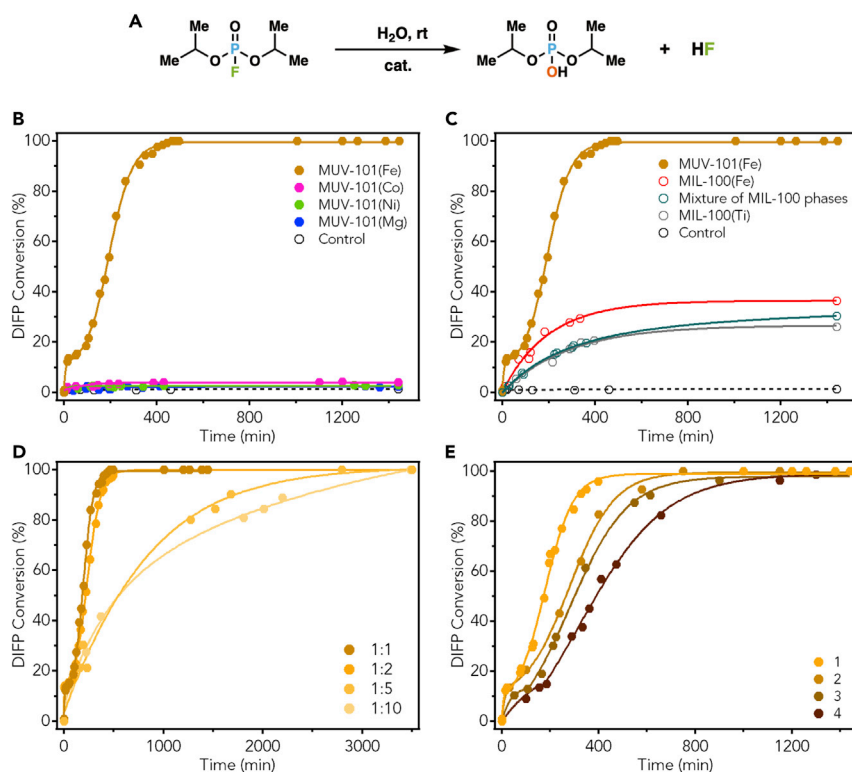 A
O
Me Me
Me O P O Me
F
H₂O, rt
cat.
O
Me Me
Me O P O Me
OH
+ HF
B
DIFP Conversion (%)
100
80
60
40
20
0
MUV-101(Fe)
MUV-101(Co)
MUV-101(Ni)
MUV-101(Mg)
Control
0 400 800 1200
Time (min)
C
DIFP Conversion (%)
100
80
60
40
20
0
MUV-101(Fe)
MIL-100(Fe)
Mixture of MIL-100 phases
MIL-100(Ti)
Control
0 400 800 1200
Time (min)
D
DIFP Conversion (%)
100
80
60
40
20
0
1:1
1:2
1:5
1:10
0 1000 2000 3000
Time (min)
E
DIFP Conversion (%)
100
80
60
40
20
0
1
2
3
4
0 400 800 1200
Time (min)